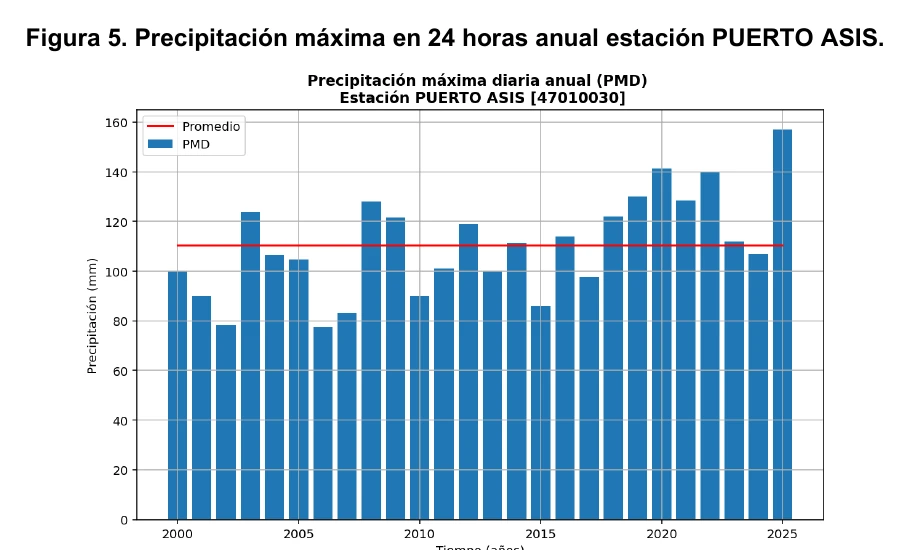 Figura 5. Precipitación máxima en 24 horas anual estación PUERTO ASIS.
Precipitación máxima diaria anual (PMD)
Estación PUERTO ASIS [47010030]
Promedio
PMD
160
140
120
100
80
60
40
20
0
Precipitación (mm)
2000 2005 2010 2015 2020 2025
Tiempo (años)